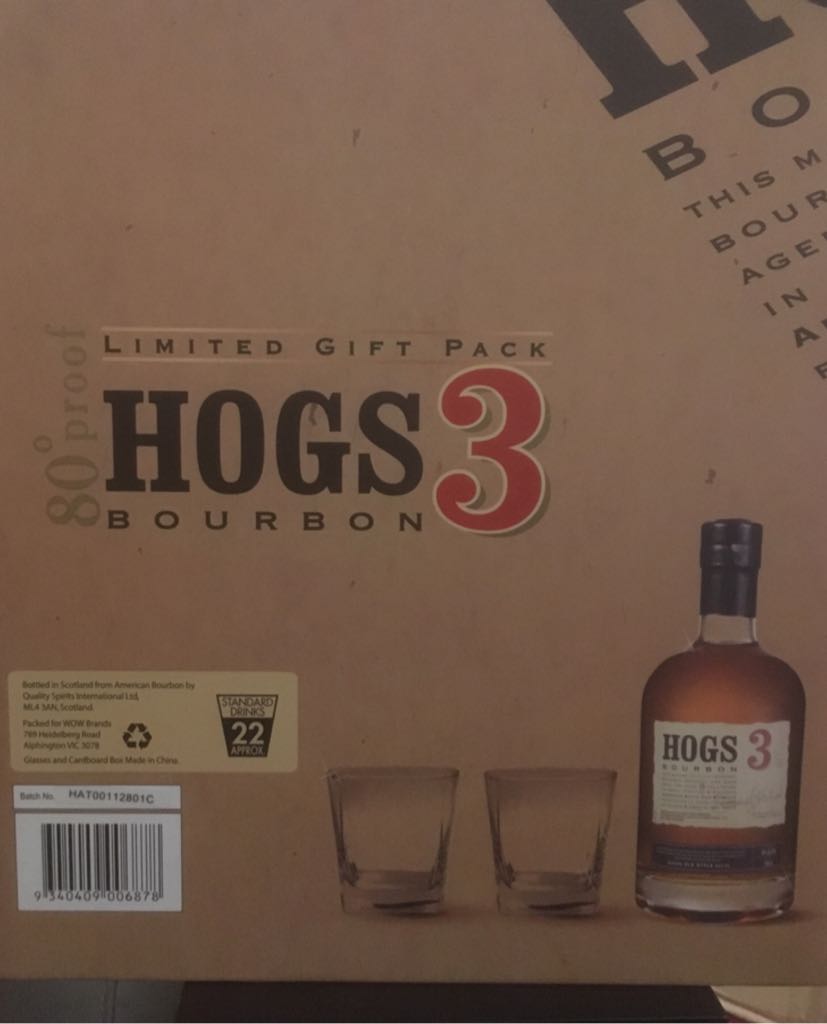 H
BO
THIS M
BOUR
AGE
IN
A
80° proof
LIMITED GIFT PACK
HOGS 3
BOURBON
Bottled in Scotland from American Bourbon by
Quality Spirits International Ltd,
ML4 3AN, Scotland.
Packed for WOW Brands
769 Heidelberg Road
Alphington VIC 3078
Glasses and Cardboard Box Made in China.
STANDARD
DRINKS
22
APPROX.
Batch No. HAT00112801C
9 340409 006878
HOGS 3
BOURBON